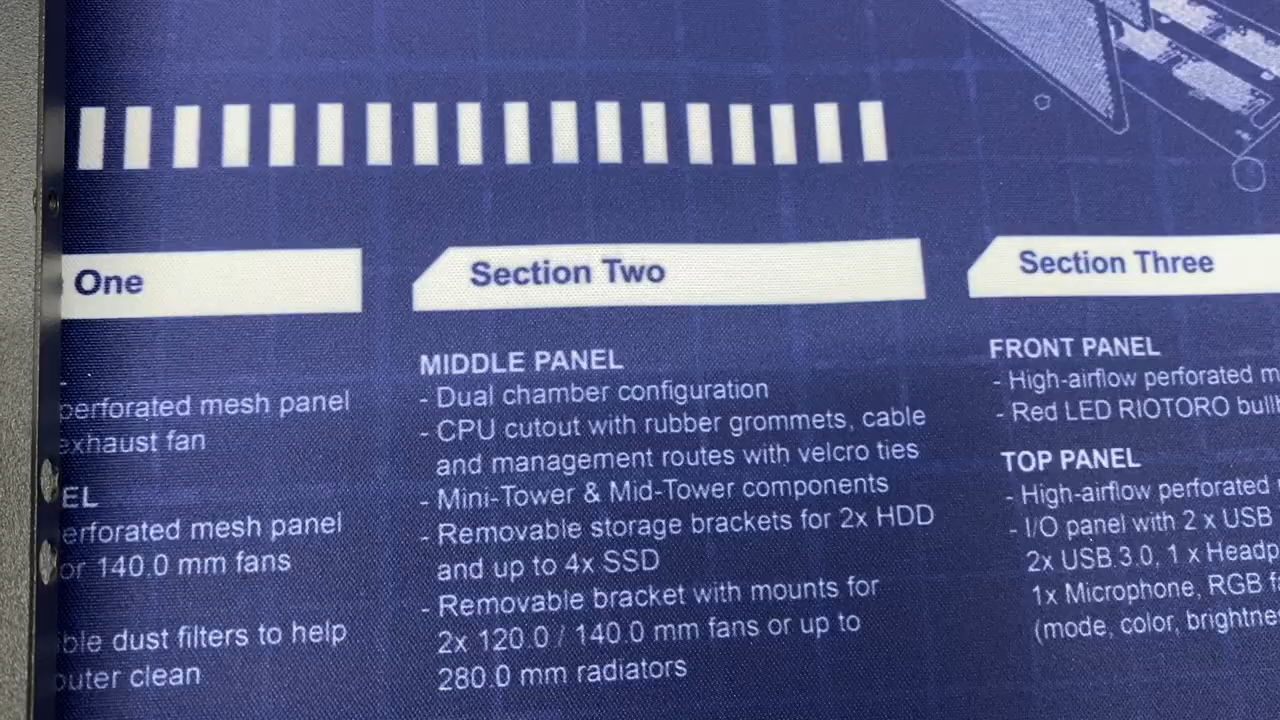 One
perforated mesh panel
exhaust fan
EL
perforated mesh panel
or 140.0 mm fans
ble dust filters to help
outer clean
Section Two
MIDDLE PANEL
- Dual chamber configuration
- CPU cutout with rubber grommets, cable
and management routes with velcro ties
- Mini-Tower & Mid-Tower components
- Removable storage brackets for 2x HDD
and up to 4x SSD
- Removable bracket with mounts for
2x 120.0 / 140.0 mm fans or up to
280.0 mm radiators
Section Three
FRONT PANEL
- High-airflow perforated m
- Red LED RIOTORO bull
TOP PANEL
- High-airflow perforated
- I/O panel with 2 x USB
2x USB 3.0, 1 x Headp
1x Microphone, RGB f
(mode, color, brightne